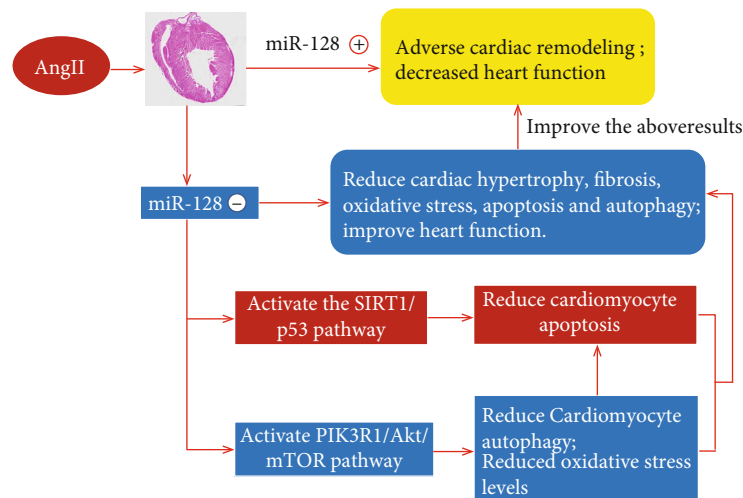 miR-128 +
AngII
Adverse cardiac remodeling ;
decreased heart function
Improve the aboveresults
miR-128 −
Reduce cardiac hypertrophy, fibrosis,
oxidative stress, apoptosis and autophagy;
improve heart function.
Activate the SIRT1/
p53 pathway
Reduce cardiomyocyte
apoptosis
Activate PIK3R1/Akt/
mTOR pathway
Reduce Cardiomyocyte
autophagy;
Reduced oxidative stress
levels